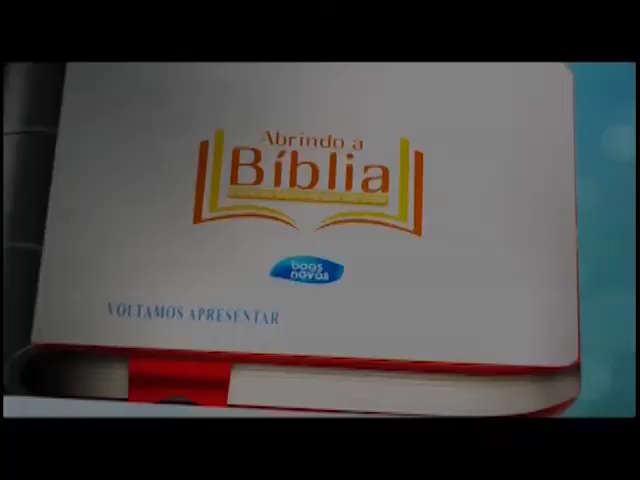 Abrindo a
Bíblia
boas
novas
VOLTAMOS APRESENTAR